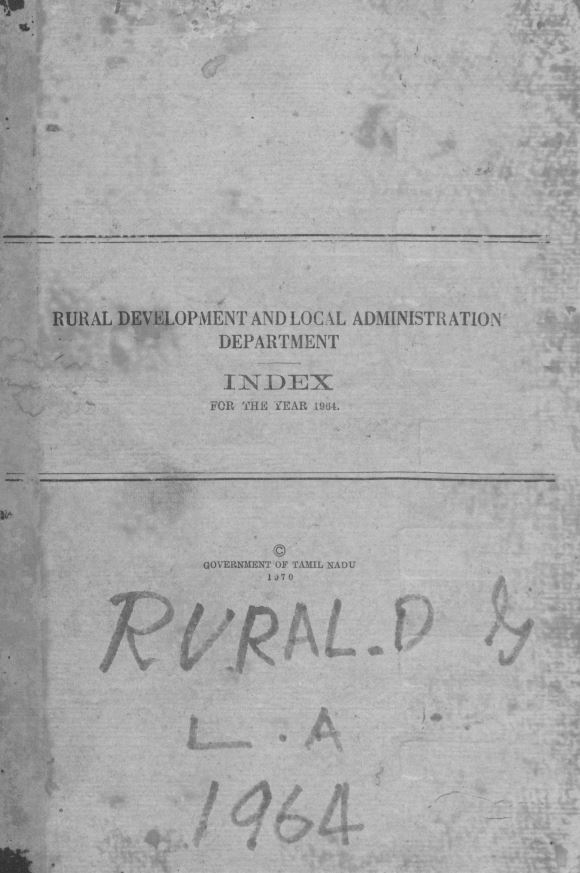 RURAL DEVELOPMENT AND LOCAL ADMINISTRATION
DEPARTMENT
INDEX
FOR THE YEAR 1964.
©
GOVERNMENT OF TAMIL NADU
1970
RURAL.D &
L.A
1964